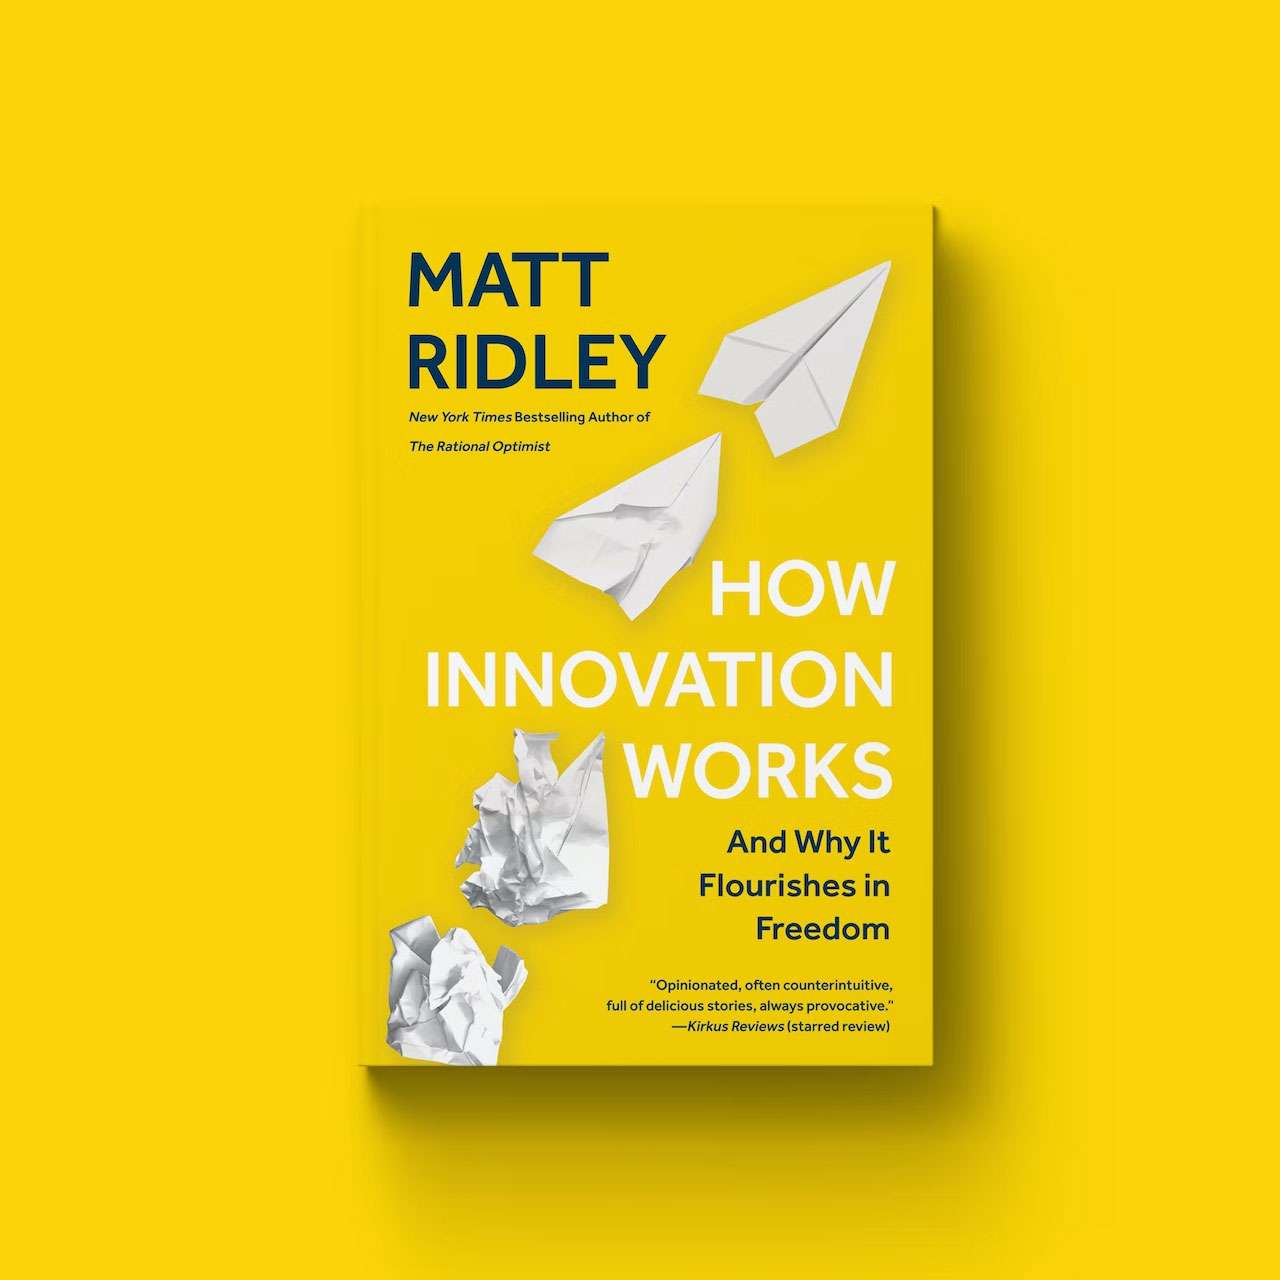 MATT
RIDLEY
New York Times Bestselling Author of
The Rational Optimist
HOW
INNOVATION
WORKS
And Why It
Flourishes in
Freedom
“Opinionated, often counterintuitive,
full of delicious stories, always provocative.”
—Kirkus Reviews (starred review)